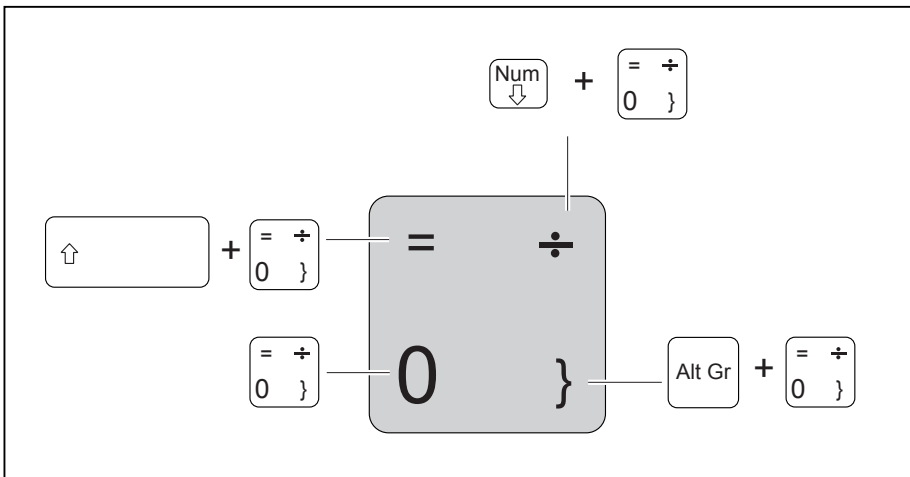 Num + = ÷
⇩ 0 }
⇧ + = ÷
0 }
= ÷
= ÷
0 }
0 }
Alt Gr + = ÷
0 }